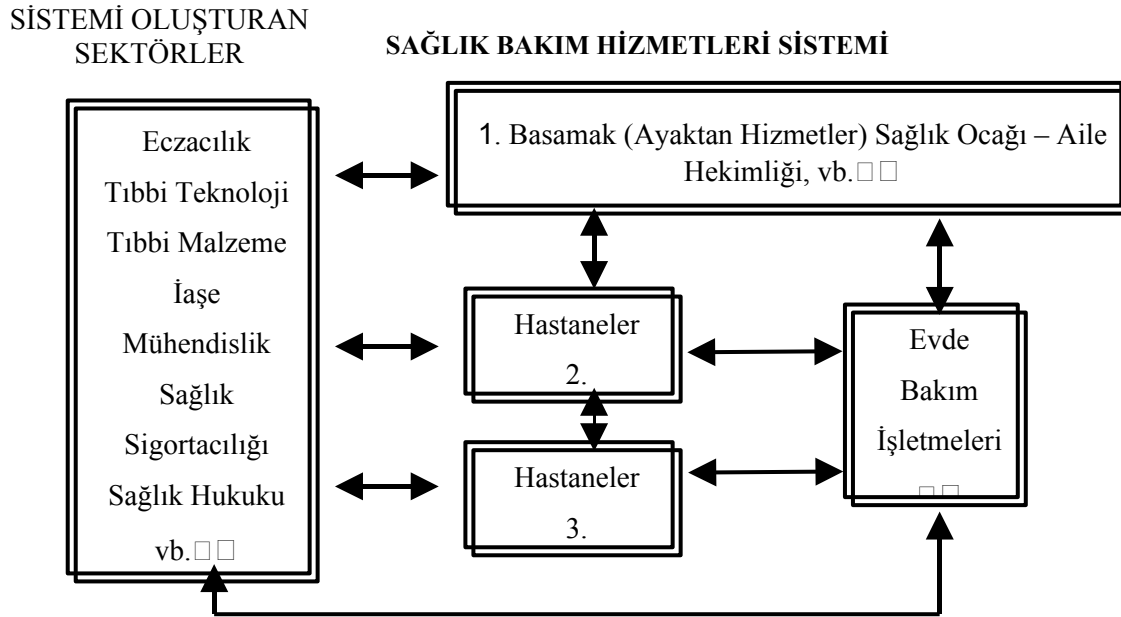 SİSTEMİ OLUŞTURAN
SEKTÖRLER
SAĞLIK BAKIM HİZMETLERİ SİSTEMİ
Eczacılık
Tıbbi Teknoloji
Tıbbi Malzeme
İaşe
Mühendislik
Sağlık
Sigortacılığı
Sağlık Hukuku
vb.□□
1. Basamak (Ayaktan Hizmetler) Sağlık Ocağı – Aile
Hekimliği, vb.□□
Hastaneler
2.
Hastaneler
3.
Evde
Bakım
İşletmeleri
□□